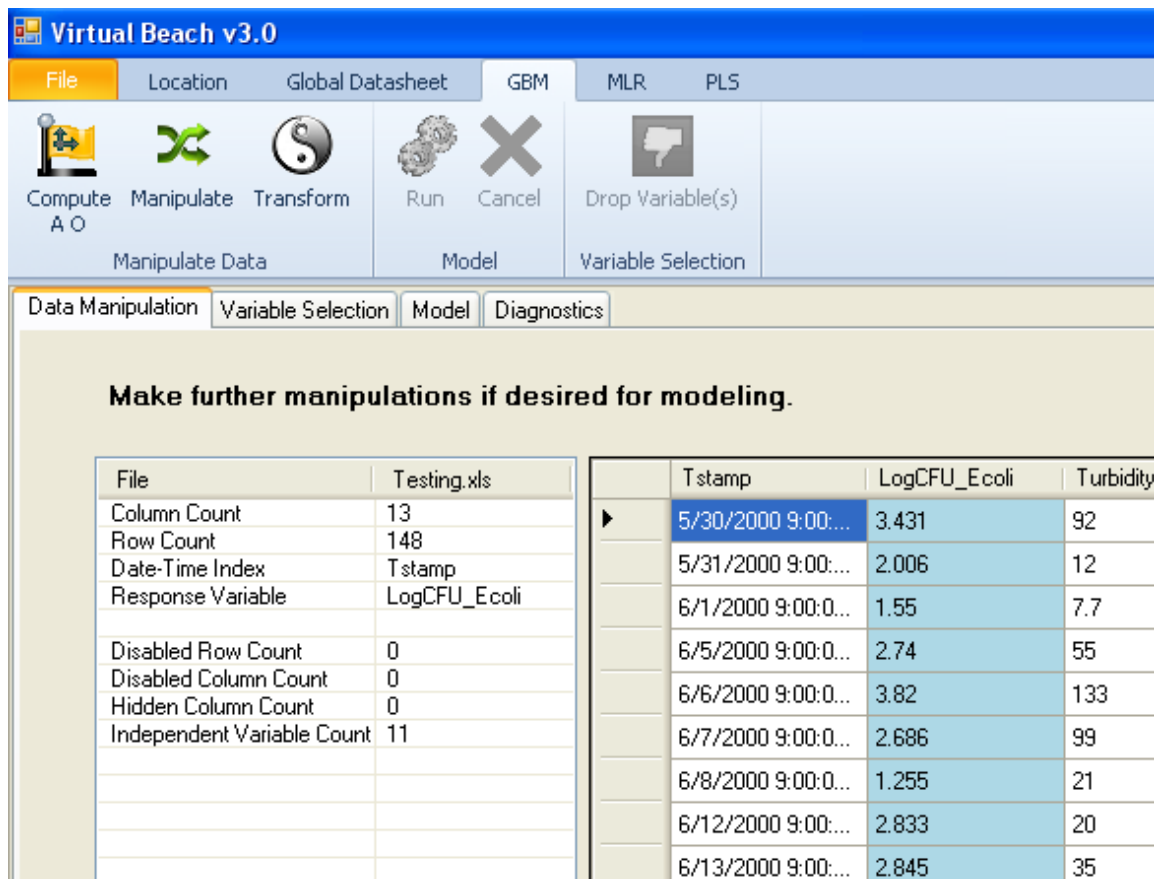 Virtual Beach v3.0
File Location Global Datasheet GBM MLR PLS
Compute A O Manipulate Transform Run Cancel Drop Variable(s)
Manipulate Data Model Variable Selection
Data Manipulation Variable Selection Model Diagnostics
Make further manipulations if desired for modeling.
File Testing.xls
Column Count 13
Row Count 148
Date-Time Index Tstamp
Response Variable LogCFU_Ecoli
Disabled Row Count 0
Disabled Column Count 0
Hidden Column Count 0
Independent Variable Count 11
Tstamp LogCFU_Ecoli Turbidity
5/30/2000 9:00:... 3.431 92
5/31/2000 9:00:... 2.006 12
6/1/2000 9:00:0... 1.55 7.7
6/5/2000 9:00:0... 2.74 55
6/6/2000 9:00:0... 3.82 133
6/7/2000 9:00:0... 2.686 99
6/8/2000 9:00:0... 1.255 21
6/12/2000 9:00:... 2.833 20
6/13/2000 9:00:... 2.845 35